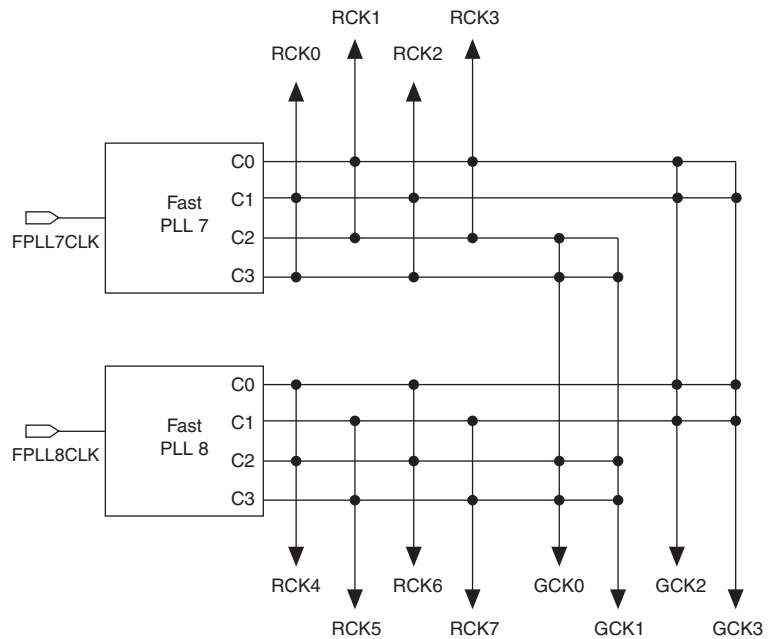 RCK1
RCK3
RCK0
RCK2
C0
C1
Fast
PLL 7
C2
C3
FPLL7CLK
C0
C1
Fast
PLL 8
C2
C3
FPLL8CLK
RCK4
RCK6
GCK0
GCK2
RCK5
RCK7
GCK1
GCK3